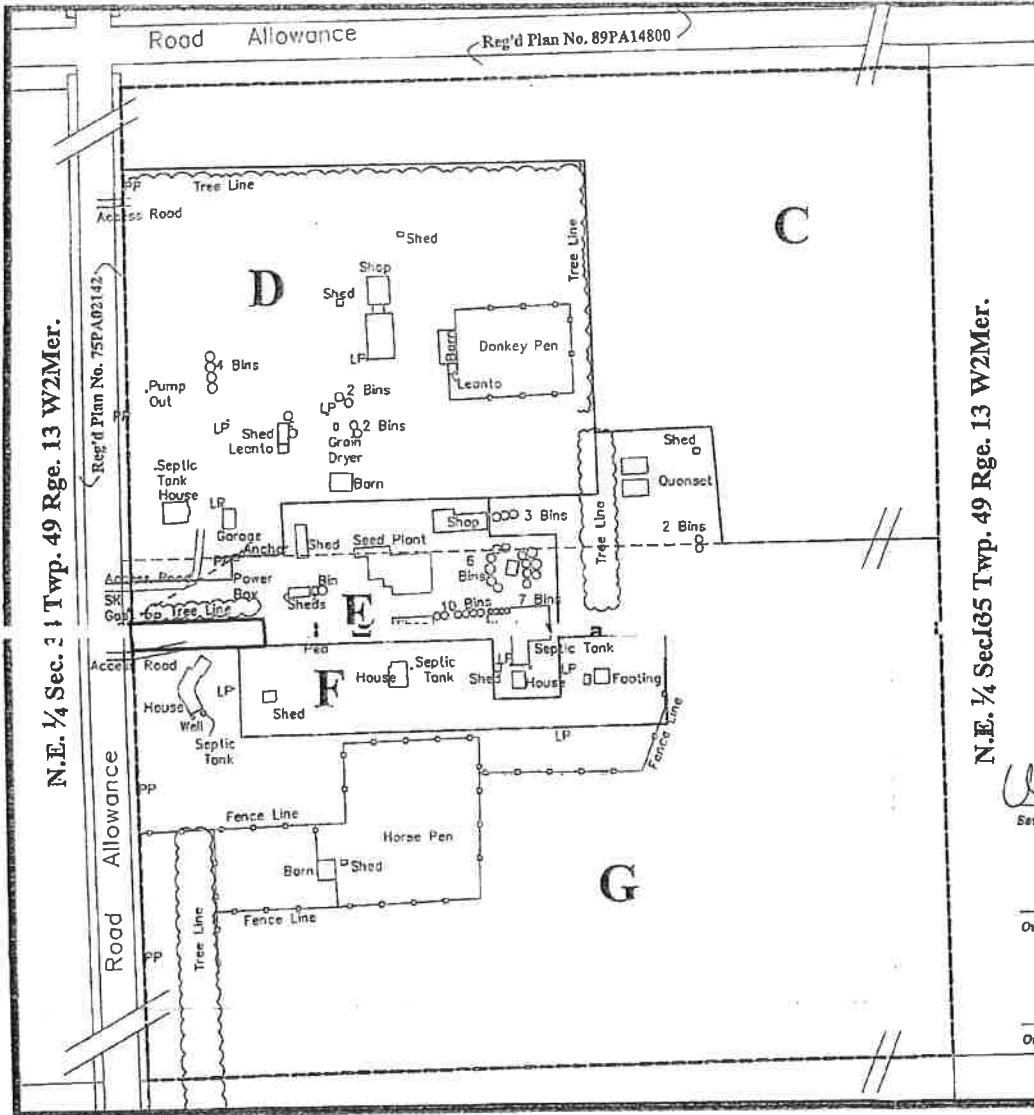 Road Allowance
Reg'd Plan No. 89PA14800
PP
Tree Line
Access Road
C
Shed
Tree Line
D
Shop
Shed
Reg'd Plan No. 75PA02142
Barn
Donkey Pen
LP
Leanto
4 Bins
Pump
Out
2 Bins
PP
LP
LP
2 Bins
Shed
Leanto
Grain
Dryer
Shed
Septic
Tank
House
Barn
Quonset
LP
Garage
Shop
3 Bins
Tree Line
2 Bins
Anchor
Shed
Seed Plant
PP
Access Road
Power
Box
Bin
6
Bins
SK
Sheds
E
10 Bins
7 Bins
Tree Line
Septic Tank
Access Road
F
House
Septic
Tank
LP
Shed
House
LP
Footing
LP
House
Shed
Well
Septic
Tank
LP
Fence Line
PP
Fence Line
Horse Pen
Barn
Shed
G
Fence Line
Tree Line
PP
Road Allowance
N.E. 1/4 Sec. 34 Twp. 49 Rge. 13 W2Mer.
N.E. 1/4 Sec 35 Twp. 49 Rge. 13 W2Mer.